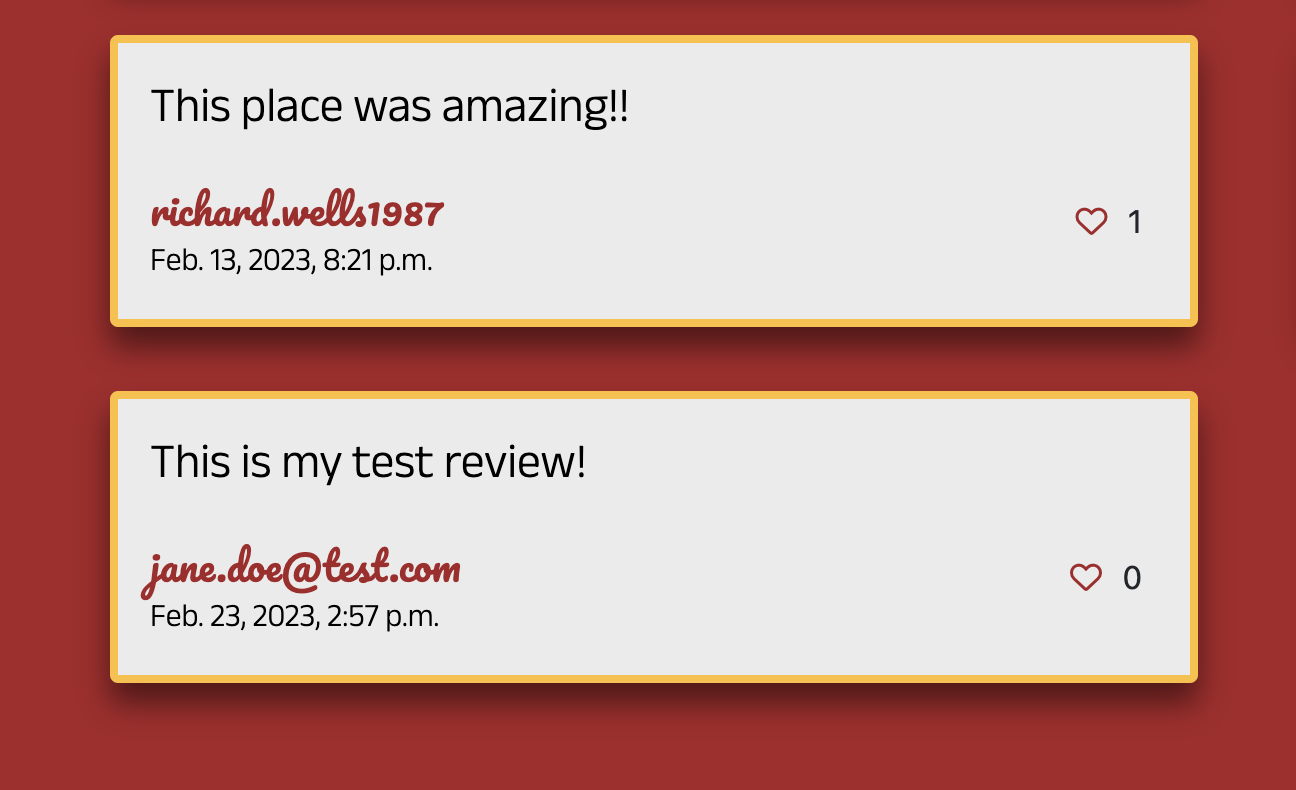 This place was amazing!!
richard.wells1987
1
Feb. 13, 2023, 8:21 p.m.
This is my test review!
jane.doe@test.com
0
Feb. 23, 2023, 2:57 p.m.